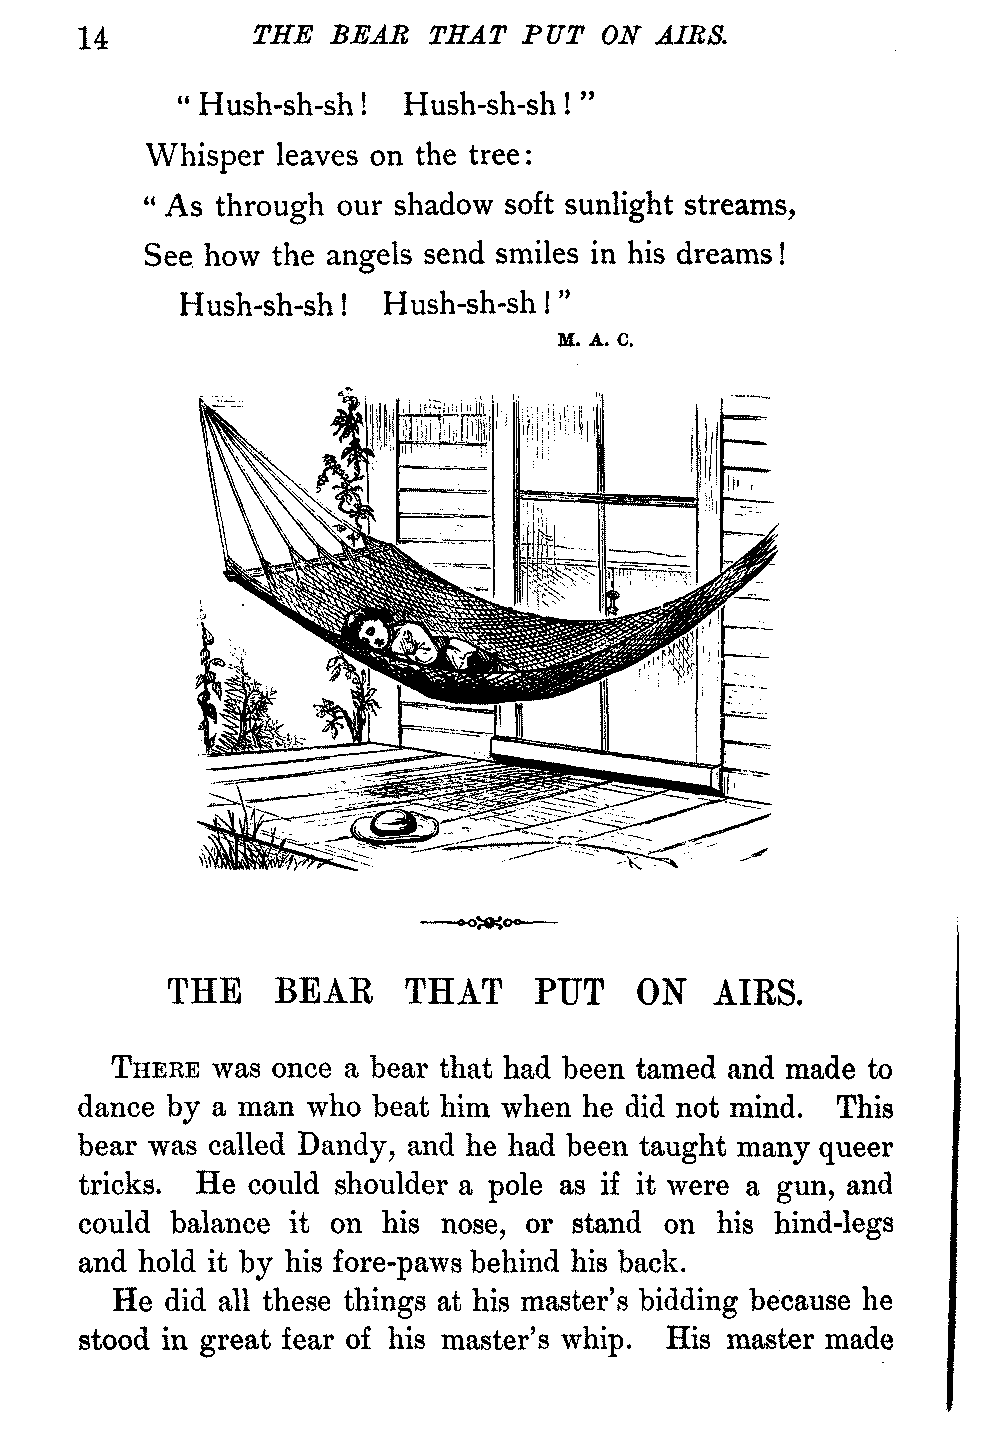 14 THE BEAR THAT PUT ON AIRS.
“ Hush-sh-sh! Hush-sh-sh! ”
Whisper leaves on the tree:
“ As through our shadow soft sunlight streams,
See how the angels send smiles in his dreams!
Hush-sh-sh! Hush-sh-sh! ”
M. A. C.
THE BEAR THAT PUT ON AIRS.
THERE was once a bear that had been tamed and made to
dance by a man who beat him when he did not mind. This
bear was called Dandy, and he had been taught many queer
tricks. He could shoulder a pole as if it were a gun, and
could balance it on his nose, or stand on his hind-legs
and hold it by his fore-paws behind his back.
He did all these things at his master’s bidding because he
stood in great fear of his master’s whip. His master made